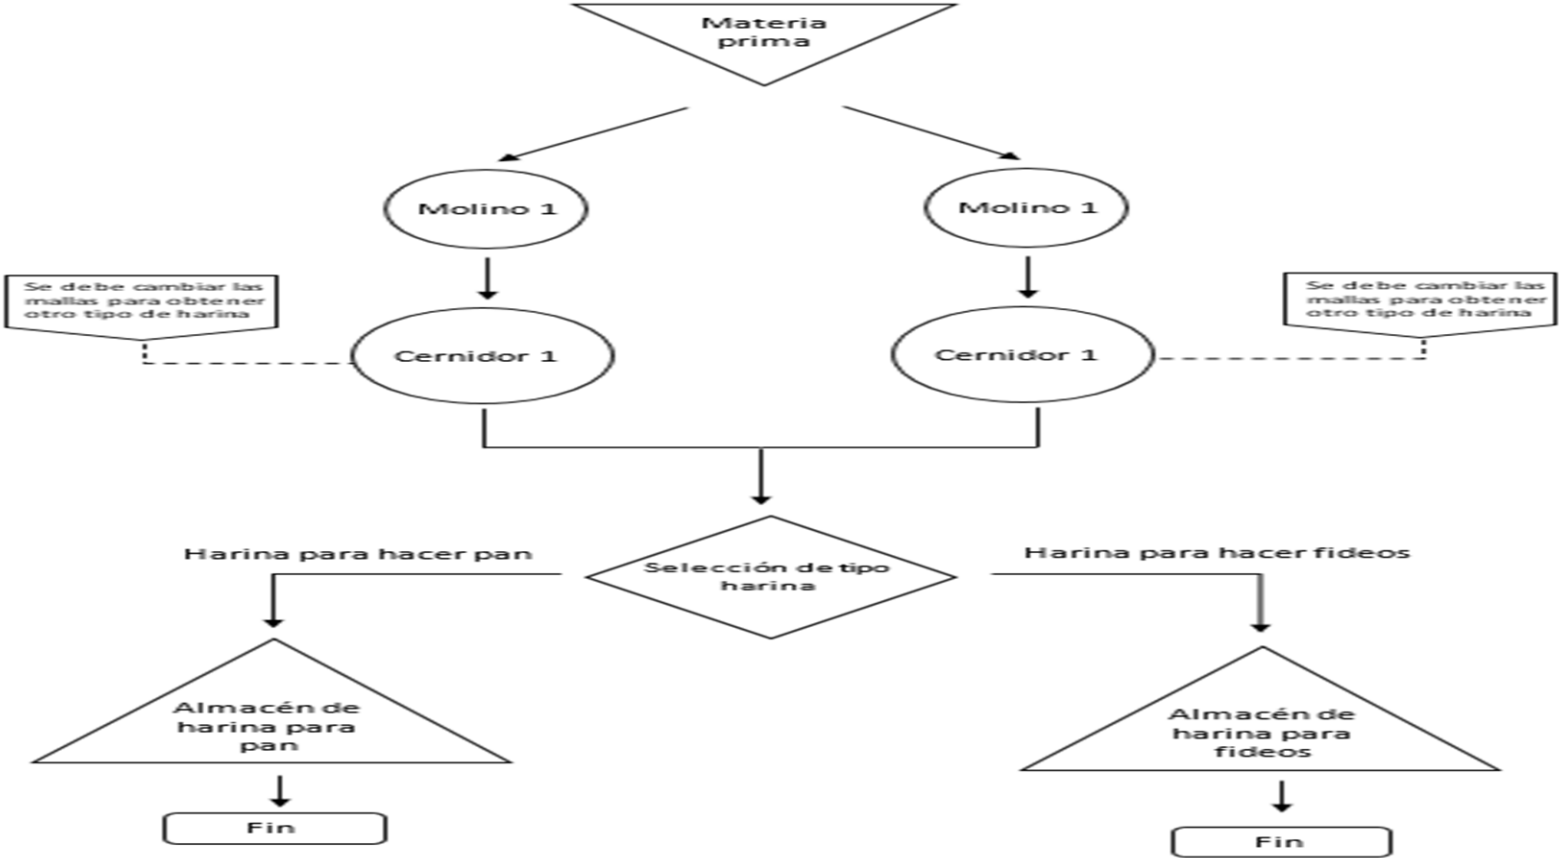 Materia
prima
Molino 1
Molino 1
Se debe cambiar las
mallas para obtener
otro tipo de harina
Se debe cambiar las
mallas para obtener
otro tipo de harina
Cernidor 1
Cernidor 1
Harina para hacer pan
Selección de tipo
harina
Harina para hacer fideos
Almacén de
harina para
pan
Almacén de
harina para
fideos
Fin
Fin